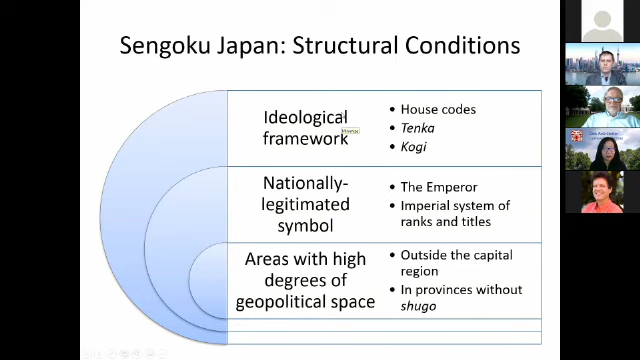 Sengoku Japan: Structural Conditions
Ideological
framework
• House codes
• Tenka
• Kogi
Nationally-
legitimated
symbol
• The Emperor
• Imperial system of
ranks and titles
Areas with high
degrees of
geopolitical space
• Outside the capital
region
• In provinces without
shugo